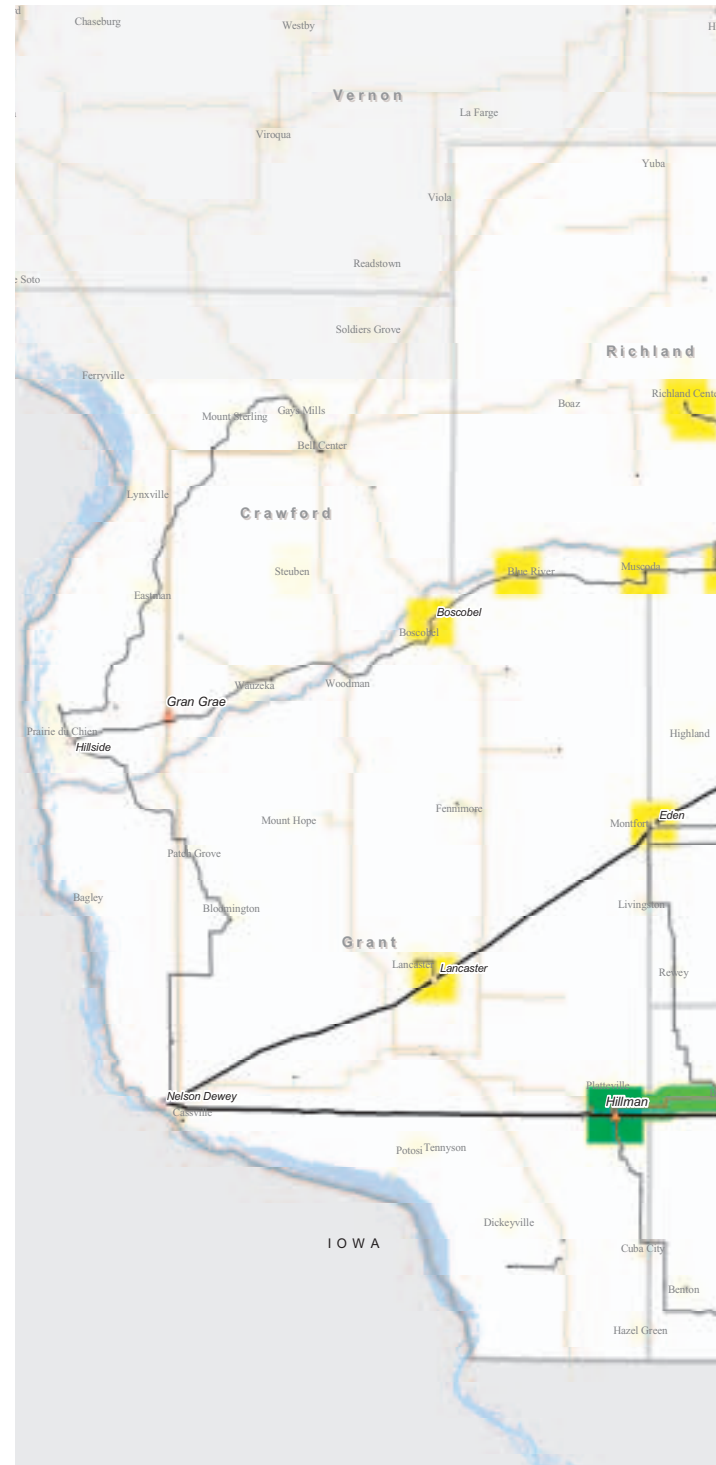 d
Chaseburg
Westby
H
Vernon
La Farge
Viroqua
Yuba
Viola
Readstown
Soto
Soldiers Grove
Richland
Ferryville
Richland Cente
Boaz
Mount Sterling
Gays Mills
Bell Center
Lynxville
Crawford
Steuben
Blue River
Muscoda
Eastman
Boscobel
Boscobel
Wauzeka
Woodman
Gran Grae
Prairie du Chien
Hillside
Highland
Fennimore
Mount Hope
Montfort
Eden
Patch Grove
Bagley
Bloomington
Livingston
Grant
Lancaster
Lancaster
Rewey
Platteville
Nelson Dewey
Hillman
Cassville
Potosi
Tennyson
Dickeyville
IOWA
Cuba City
Benton
Hazel Green